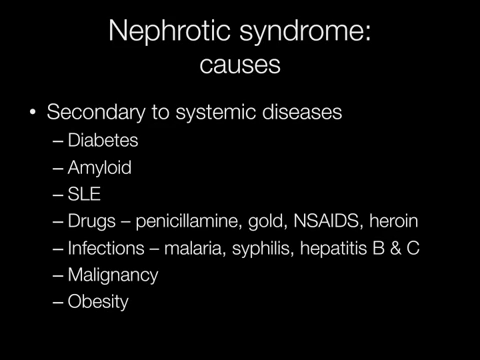 Nephrotic syndrome:
causes
• Secondary to systemic diseases
– Diabetes
– Amyloid
– SLE
– Drugs – penicillamine, gold, NSAIDS, heroin
– Infections – malaria, syphilis, hepatitis B & C
– Malignancy
– Obesity